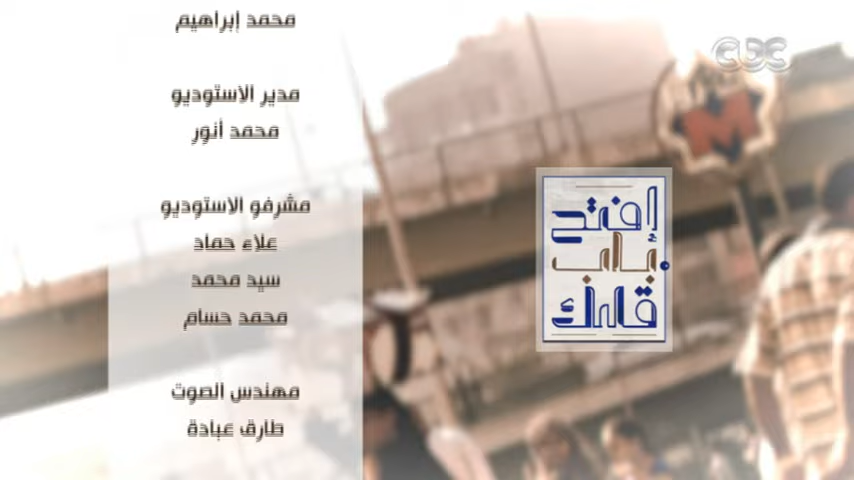 محمد إبراهيم
مدير الاستوديو
محمد أنور
مشرفو الاستوديو
علاء حماد
سيد محمد
محمد حسام
مهندس الصوت
طارق عبادة
CBC
M
إفتح
باب
قلبك